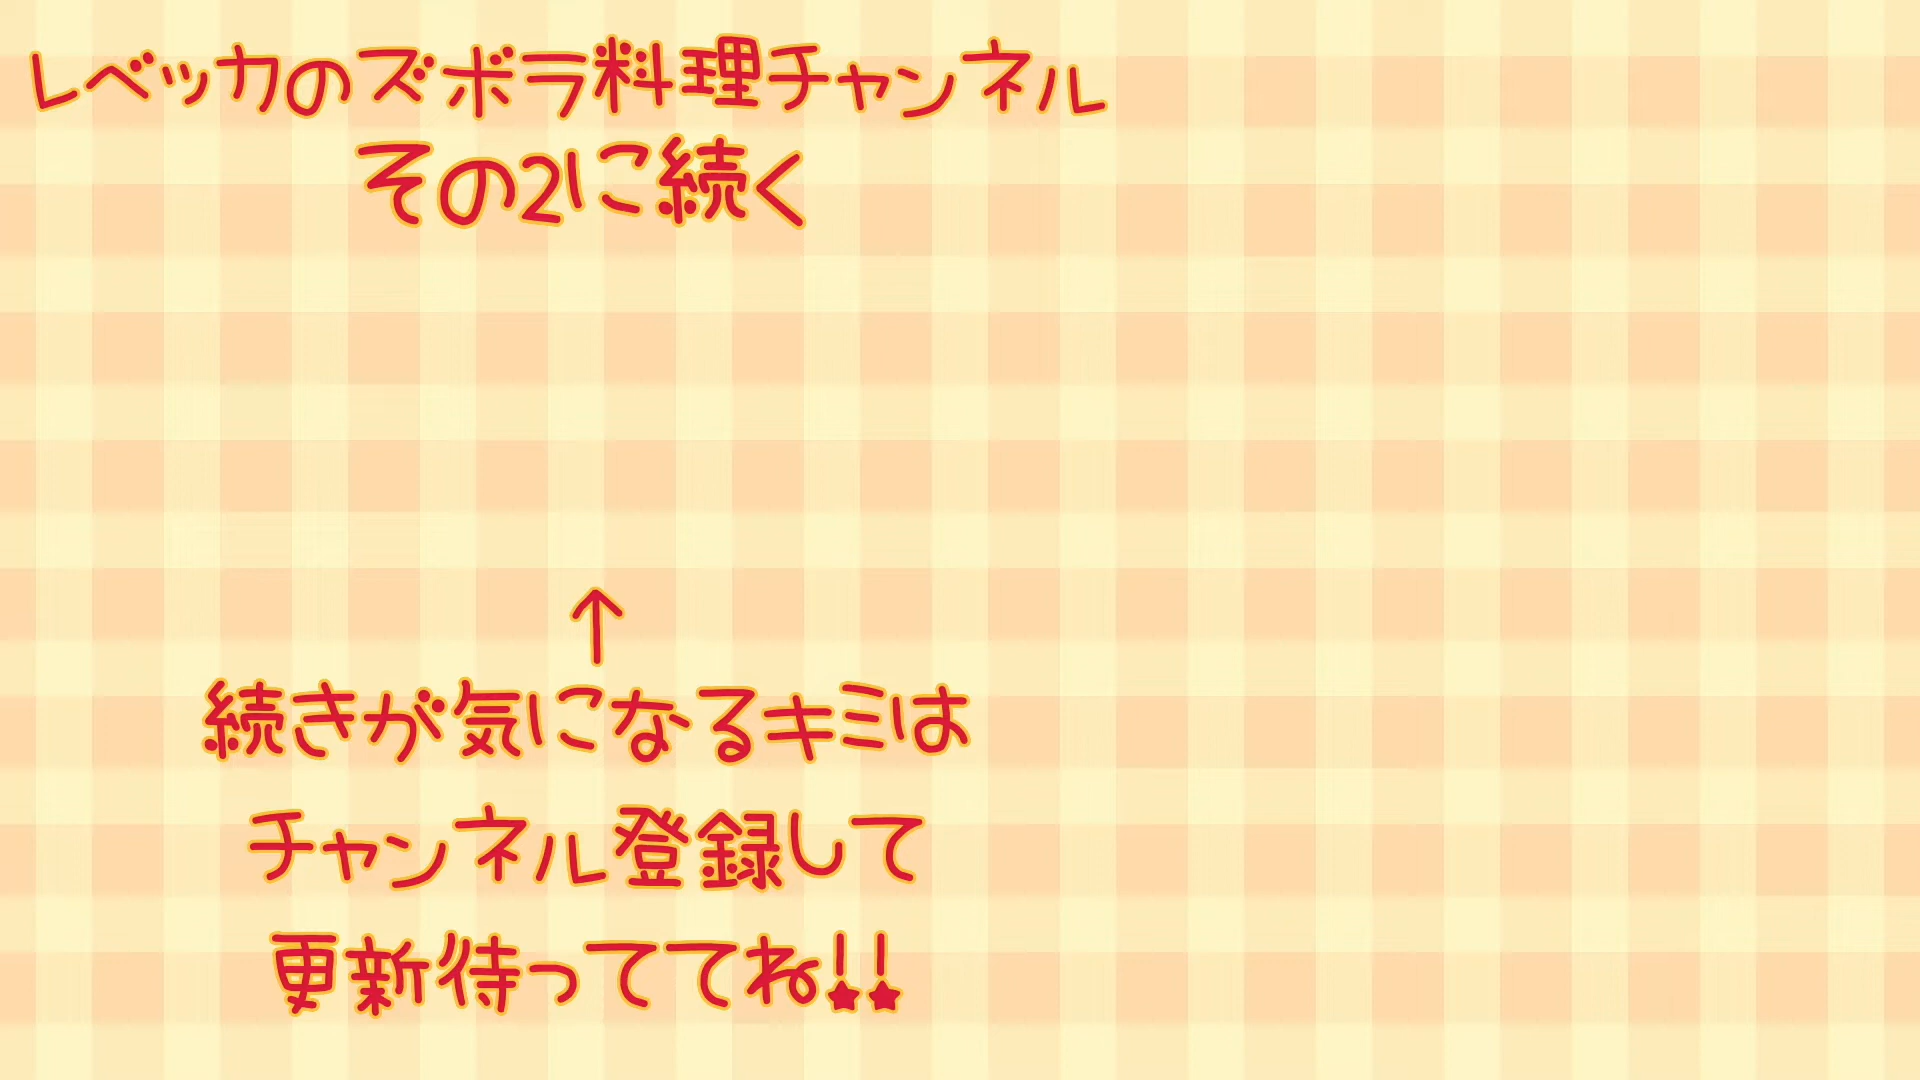 レベッカのズボラ料理チャンネル
その2に続く
↑
続きが気になるキミは
チャンネル登録して
更新待っててね!!